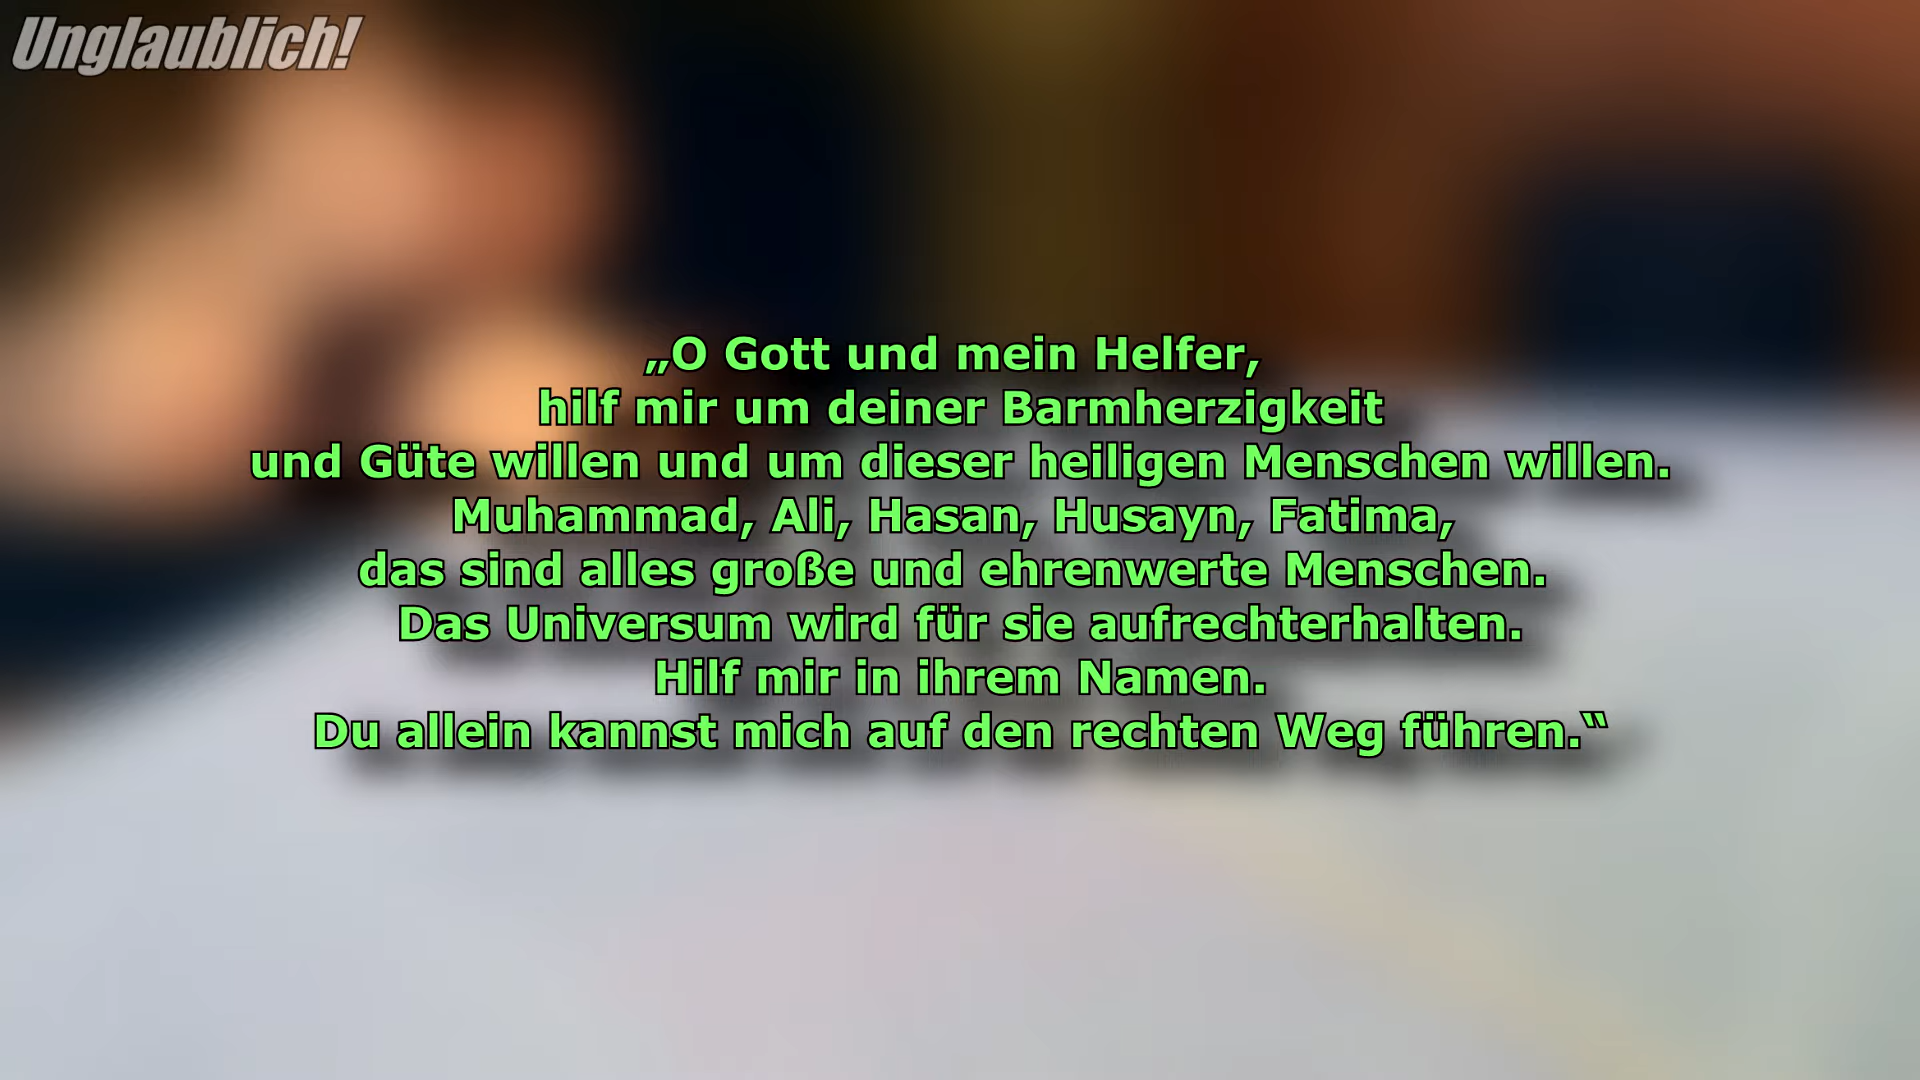 Unglaublich!
„O Gott und mein Helfer,
hilf mir um deiner Barmherzigkeit
und Güte willen und um dieser heiligen Menschen willen.
Muhammad, Ali, Hasan, Husayn, Fatima,
das sind alles große und ehrenwerte Menschen.
Das Universum wird für sie aufrechterhalten.
Hilf mir in ihrem Namen.
Du allein kannst mich auf den rechten Weg führen.“